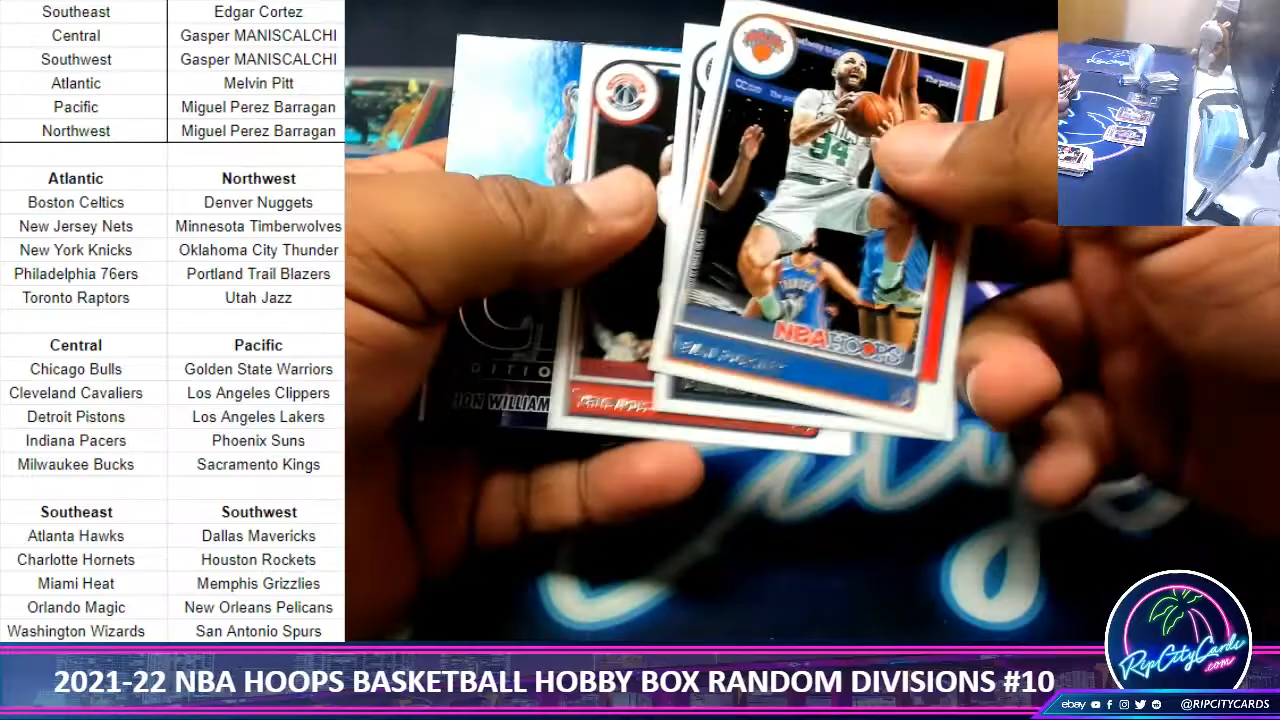 Southeast Edgar Cortez
Central Gasper MANISCALCHI
Southwest Gasper MANISCALCHI
Atlantic Melvin Pitt
Pacific Miguel Perez Barragan
Northwest Miguel Perez Barragan
Atlantic Northwest
Boston Celtics Denver Nuggets
New Jersey Nets Minnesota Timberwolves
New York Knicks Oklahoma City Thunder
Philadelphia 76ers Portland Trail Blazers
Toronto Raptors Utah Jazz
Central Pacific
Chicago Bulls Golden State Warriors
Cleveland Cavaliers Los Angeles Clippers
Detroit Pistons Los Angeles Lakers
Indiana Pacers Phoenix Suns
Milwaukee Bucks Sacramento Kings
Southeast Southwest
Atlanta Hawks Dallas Mavericks
Charlotte Hornets Houston Rockets
Miami Heat Memphis Grizzlies
Orlando Magic New Orleans Pelicans
Washington Wizards San Antonio Spurs
94
NBA HOOPS
DITIO
ON WILLIAM
RipCityCards
.com
2021-22 NBA HOOPS BASKETBALL HOBBY BOX RANDOM DIVISIONS #10
ebay @RIPCITYCARDS